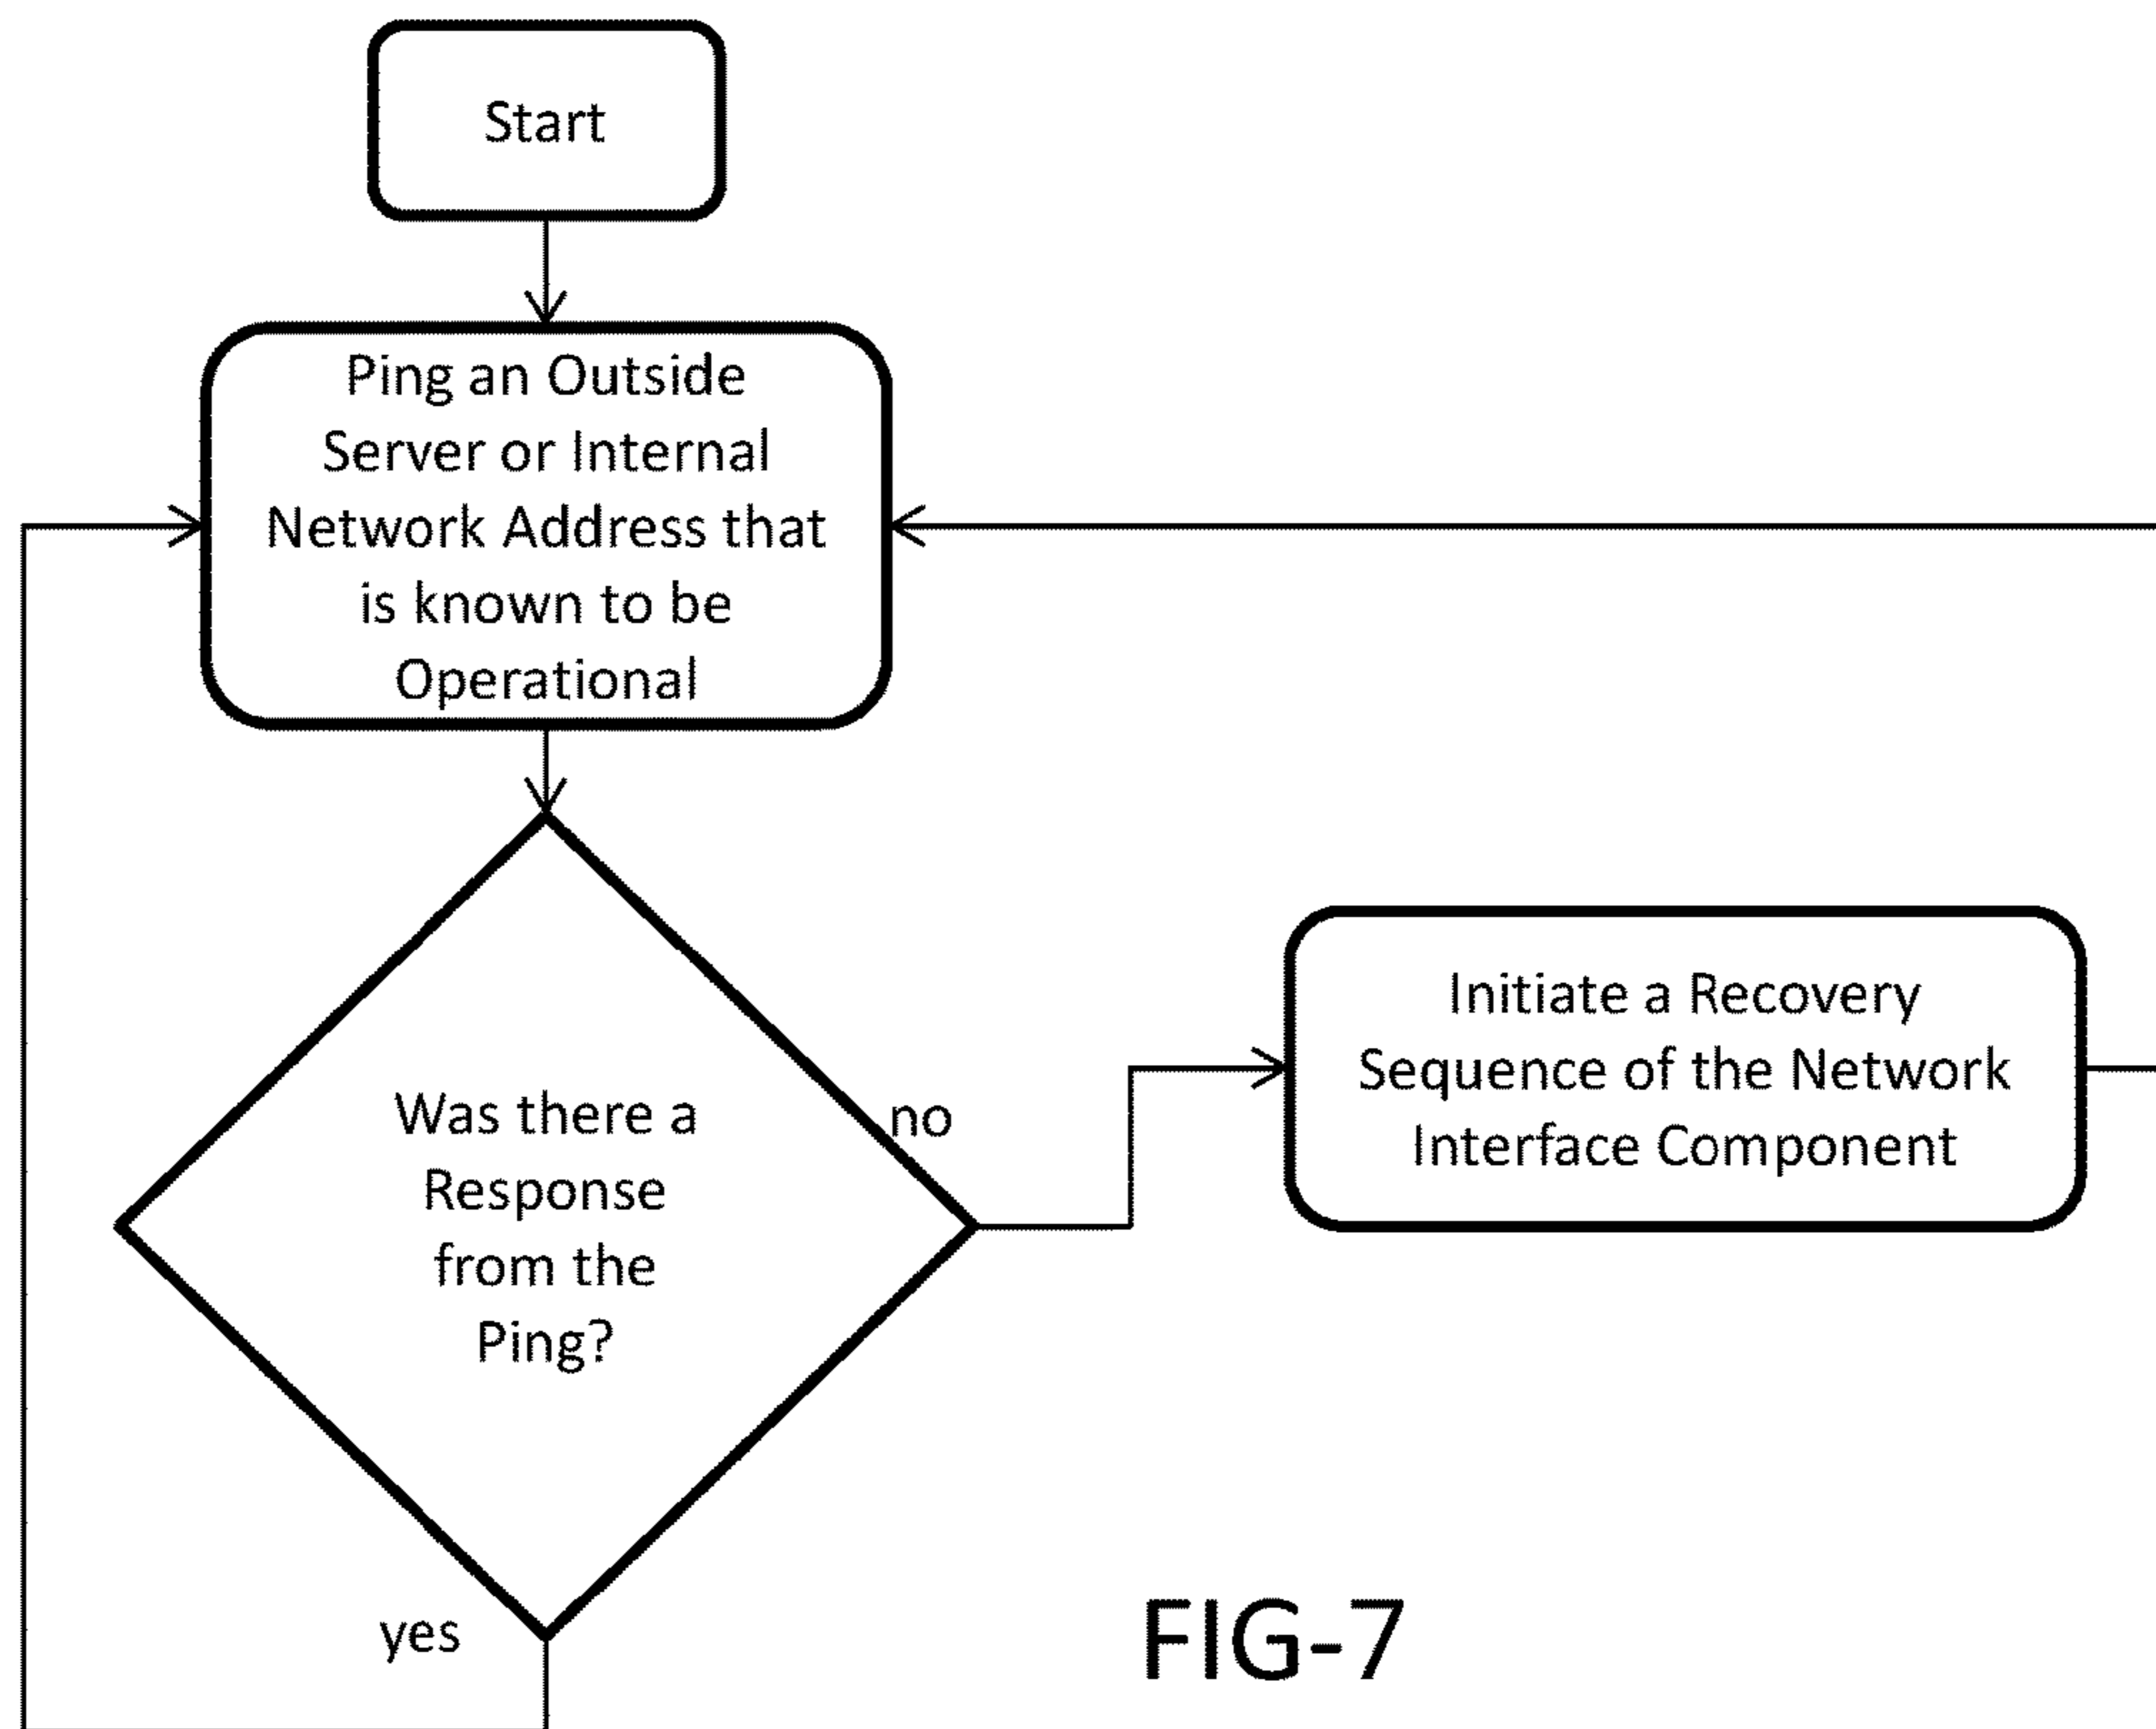 Start
Ping an Outside
Server or Internal
Network Address that
is known to be
Operational
Was there a
Response
from the
Ping?
no
Initiate a Recovery
Sequence of the Network
Interface Component
yes
FIG-7